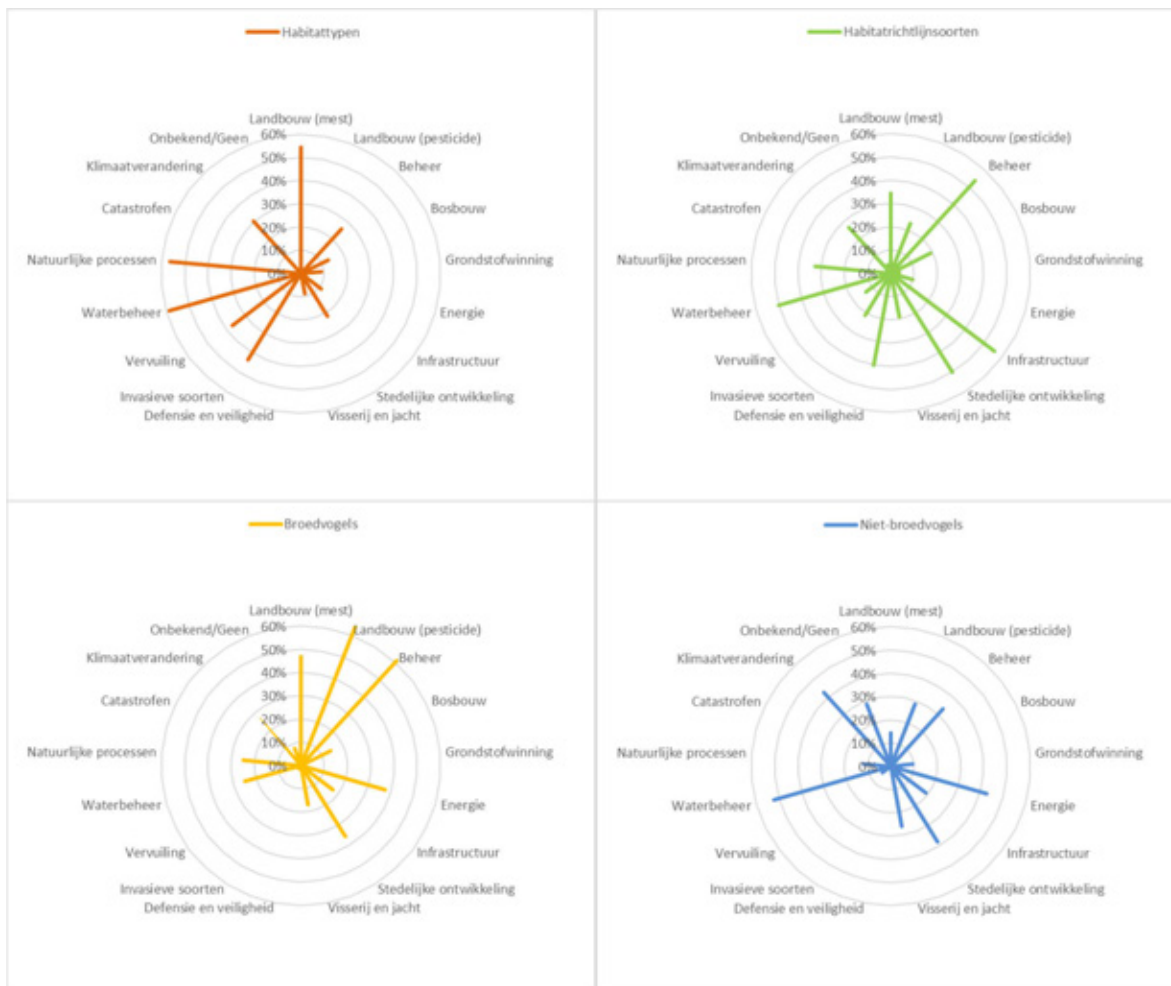 Habitattypen
Landbouw (mest)
Onbekend/Geen 60% Landbouw (pesticide)
Klimaatverandering 50% Beheer
40%
Catastrofen 30% Bosbouw
20%
10%
Natuurlijke processen 0% Grondstofwinning
Waterbeheer Energie
Vervuiling Infrastructuur
Invasieve soorten Stedelijke ontwikkeling
Defensie en veiligheid Visserij en jacht
Habitatrichtlijnsoorten
Landbouw (mest)
Onbekend/Geen 60% Landbouw (pesticide)
Klimaatverandering 50% Beheer
40%
Catastrofen 30% Bosbouw
20%
10%
Natuurlijke processen 0% Grondstofwinning
Waterbeheer Energie
Vervuiling Infrastructuur
Invasieve soorten Stedelijke ontwikkeling
Defensie en veiligheid Visserij en jacht
Broedvogels
Landbouw (mest)
Onbekend/Geen 60% Landbouw (pesticide)
Klimaatverandering 50% Beheer
40%
Catastrofen 30% Bosbouw
20%
10%
Natuurlijke processen 0% Grondstofwinning
Waterbeheer Energie
Vervuiling Infrastructuur
Invasieve soorten Stedelijke ontwikkeling
Defensie en veiligheid Visserij en jacht
Niet-broedvogels
Landbouw (mest)
Onbekend/Geen 60% Landbouw (pesticide)
Klimaatverandering 50% Beheer
40%
Catastrofen 30% Bosbouw
20%
10%
Natuurlijke processen 0% Grondstofwinning
Waterbeheer Energie
Vervuiling Infrastructuur
Invasieve soorten Stedelijke ontwikkeling
Defensie en veiligheid Visserij en jacht